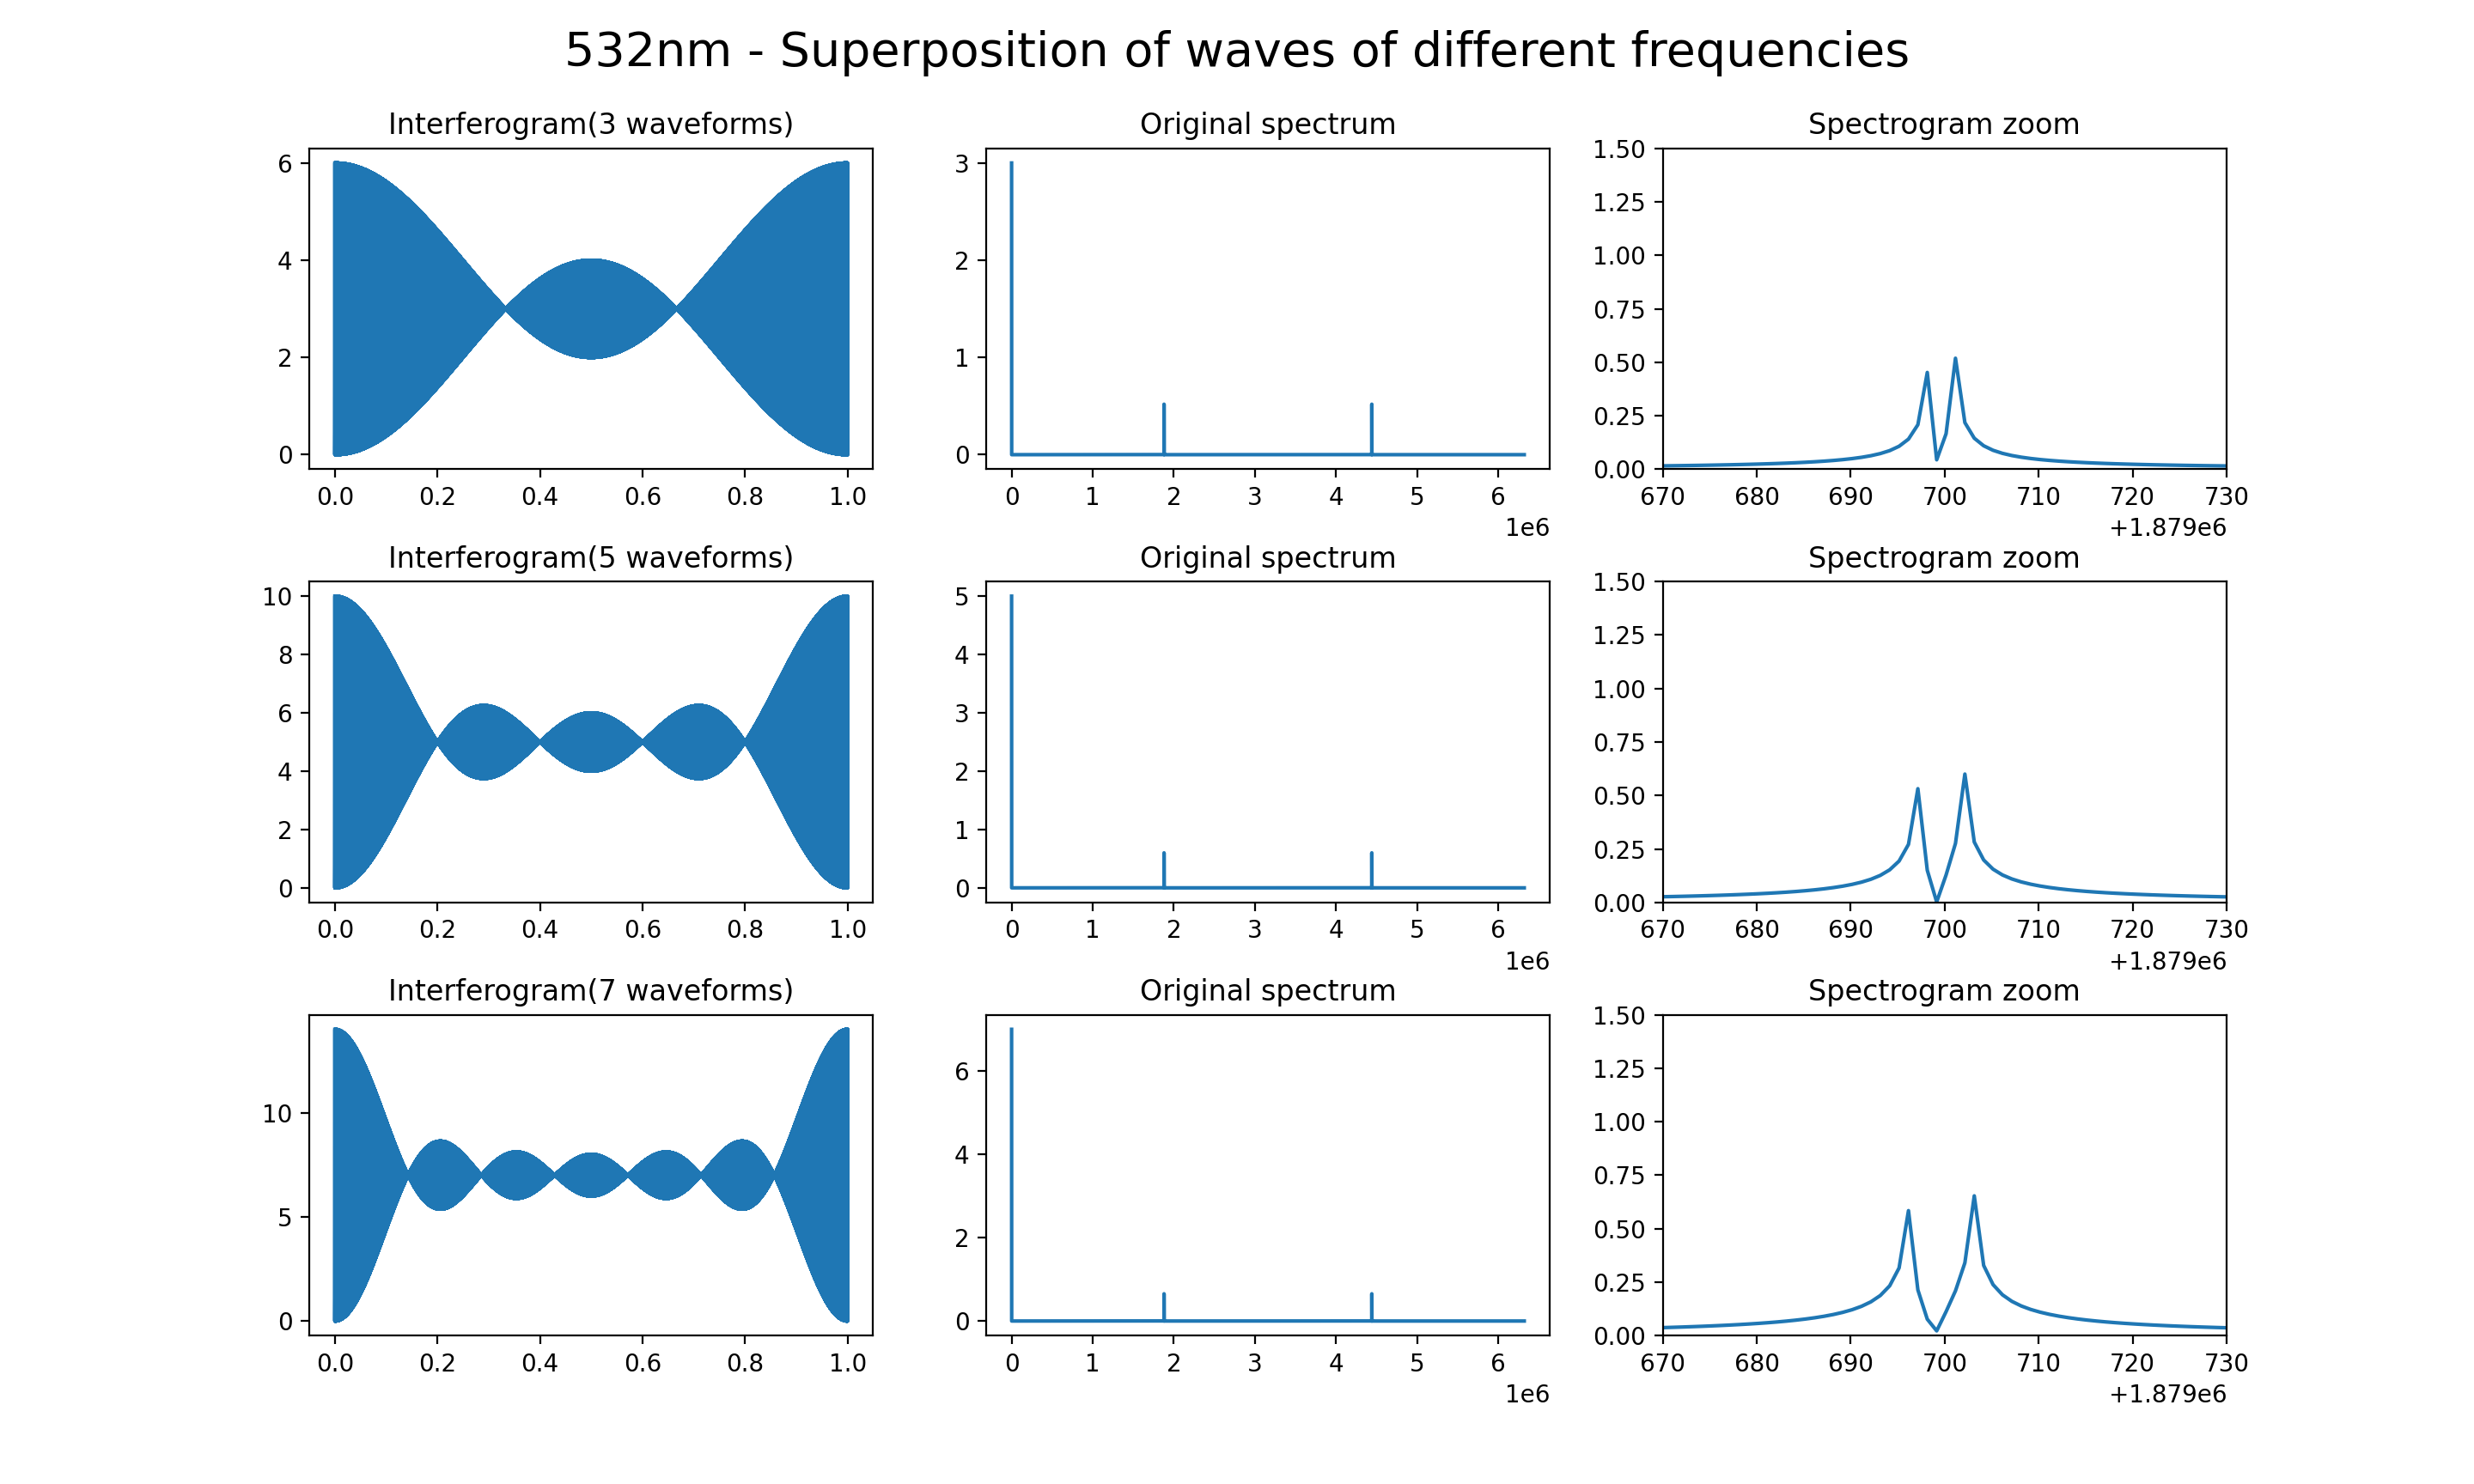 532nm - Superposition of waves of different frequencies
Interferogram(3 waveforms)
6
4
2
0
0.0 0.2 0.4 0.6 0.8 1.0
Original spectrum
3
2
1
0
0 1 2 3 4 5 6
1e6
Spectrogram zoom
1.50
1.25
1.00
0.75
0.50
0.25
0.00
670 680 690 700 710 720 730
+1.879e6
Interferogram(5 waveforms)
10
8
6
4
2
0
0.0 0.2 0.4 0.6 0.8 1.0
Original spectrum
5
4
3
2
1
0
0 1 2 3 4 5 6
1e6
Spectrogram zoom
1.50
1.25
1.00
0.75
0.50
0.25
0.00
670 680 690 700 710 720 730
+1.879e6
Interferogram(7 waveforms)
10
5
0
0.0 0.2 0.4 0.6 0.8 1.0
Original spectrum
6
4
2
0
0 1 2 3 4 5 6
1e6
Spectrogram zoom
1.50
1.25
1.00
0.75
0.50
0.25
0.00
670 680 690 700 710 720 730
+1.879e6